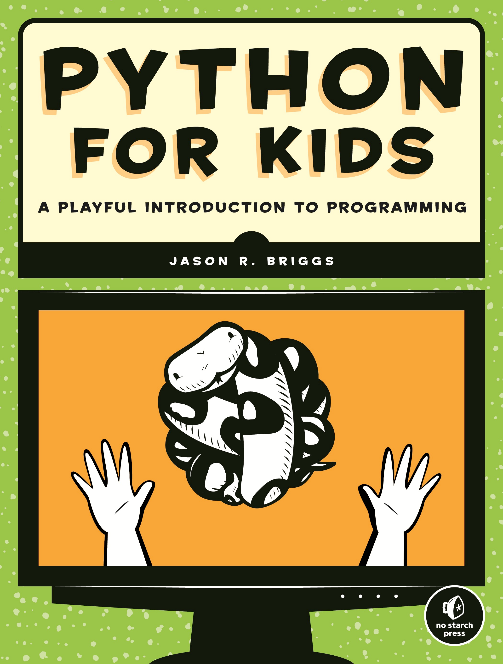 PYTHON
FOR KIDS
A PLAYFUL INTRODUCTION TO PROGRAMMING
JASON R. BRIGGS
no starch
press